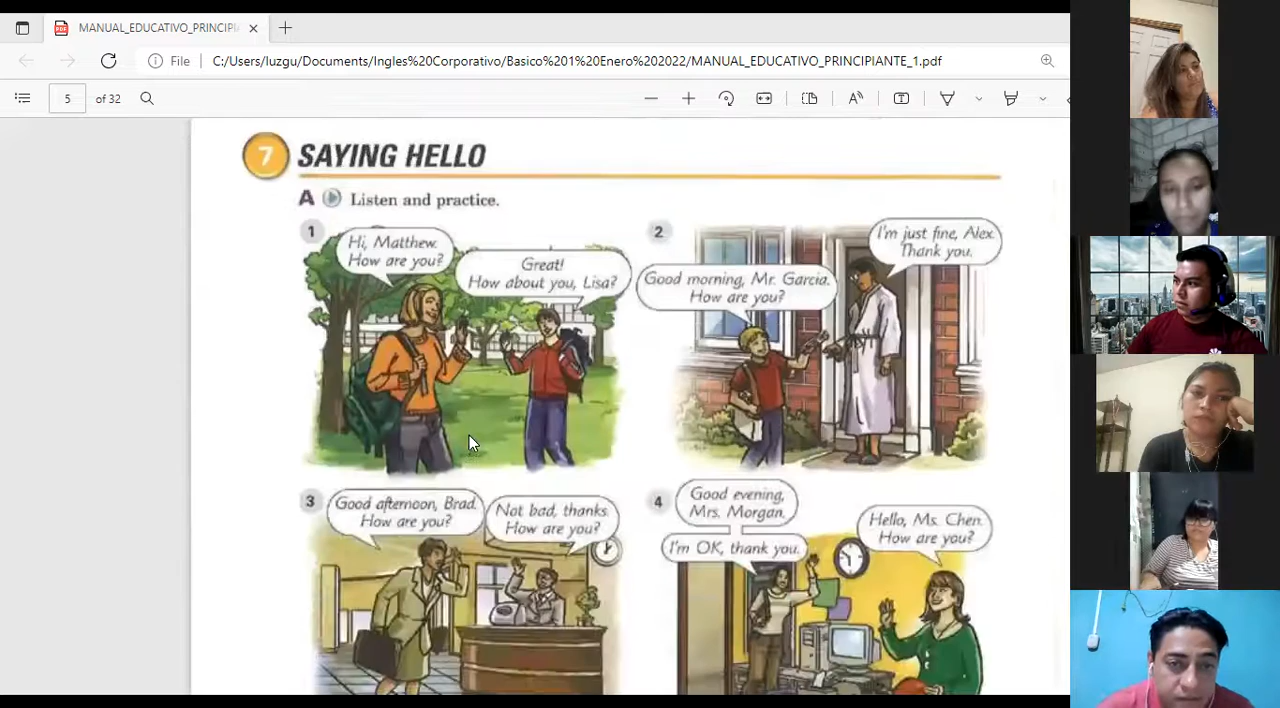 MANUAL_EDUCATIVO_PRINCIPI
File
C:/Users/luzgu/Documents/Ingles%20Corporativo/Basico%201%20Enero%202022/MANUAL_EDUCATIVO_PRINCIPIANTE_1.pdf
5 of 32
7 SAYING HELLO
A Listen and practice.
1
Hi, Matthew.
How are you?
Great!
How about you, Lisa?
2
Good morning, Mr. Garcia.
How are you?
I'm just fine, Alex.
Thank you.
3
Good afternoon, Brad.
How are you?
Not bad, thanks.
How are you?
4
Good evening,
Mrs. Morgan.
I'm OK, thank you.
Hello, Ms. Chen.
How are you?